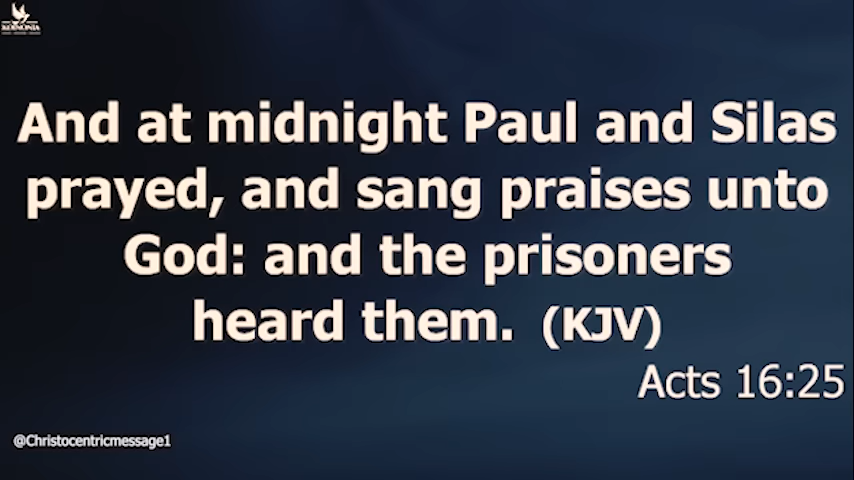 KOINONIA
And at midnight Paul and Silas
prayed, and sang praises unto
God: and the prisoners
heard them. (KJV)
Acts 16:25
@Christocentricmessage1